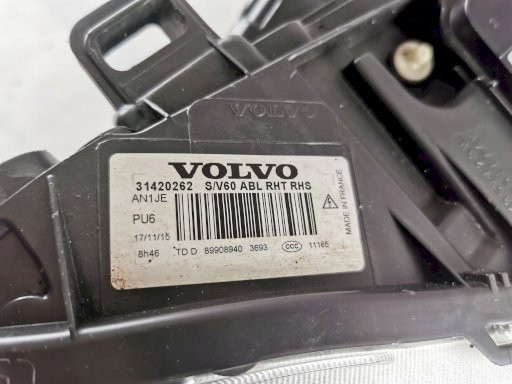 VOLVO
VOLVO
31420262 S/V60 ABL RHT RHS
AN1JE
PU6
17/11/15
8h46 TD D 89908940 3693 CCC 11165
MADE IN FRANCE